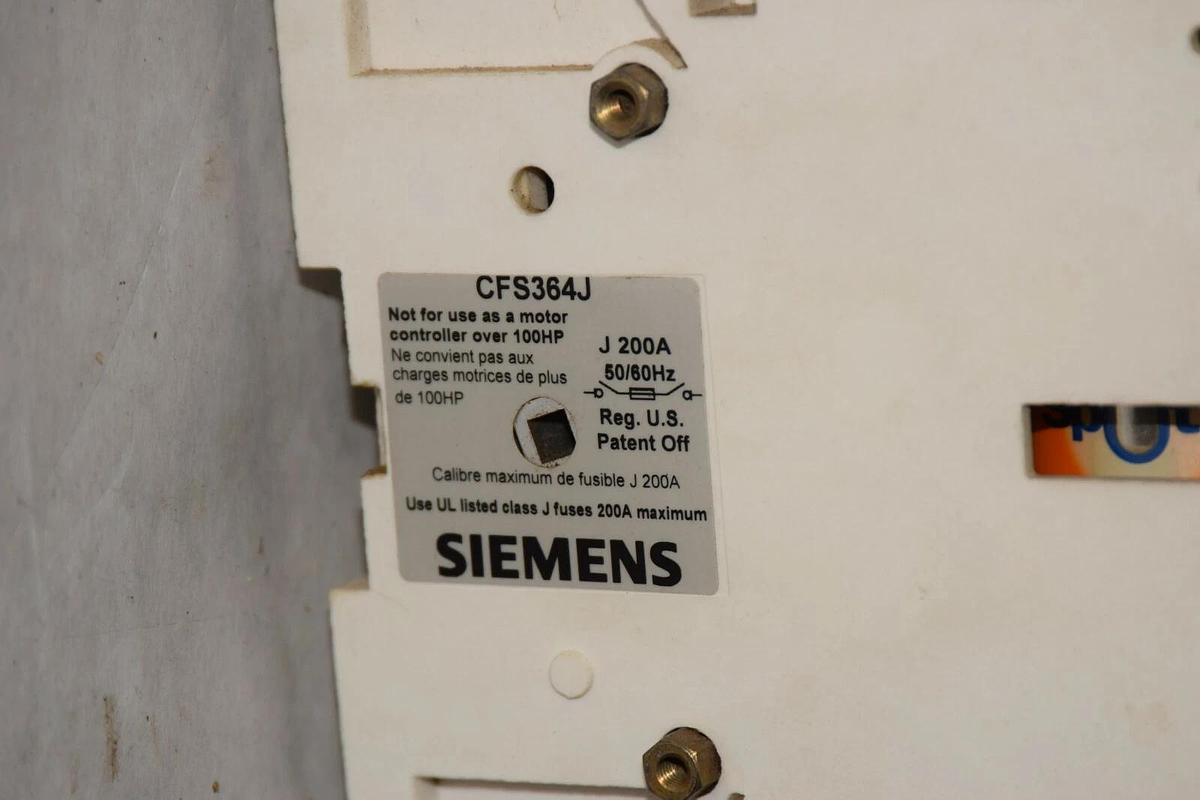 CFS364J
Not for use as a motor
controller over 100HP
Ne convient pas aux
charges motrices de plus
de 100HP
J 200A
50/60Hz
Reg. U.S.
Patent Off
Calibre maximum de fusible J 200A
Use UL listed class J fuses 200A maximum
SIEMENS